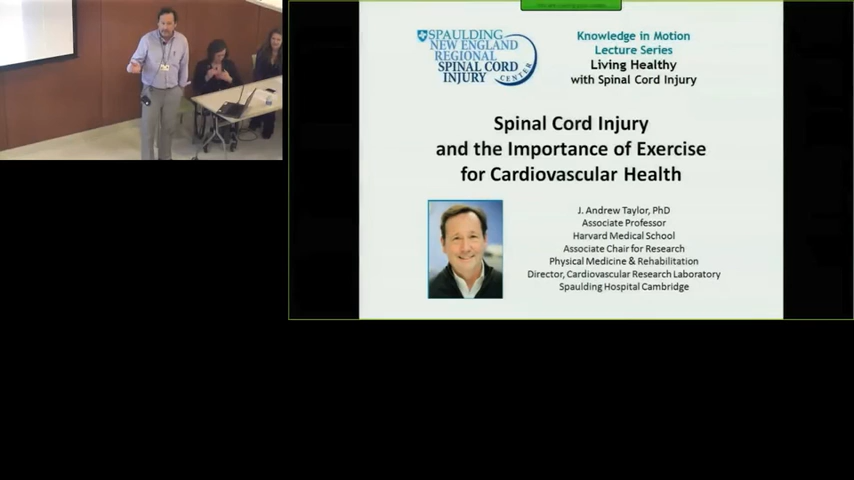 SPAULDING
NEW ENGLAND
REGIONAL
SPINAL CORD
INJURY
CENTER
Knowledge in Motion
Lecture Series
Living Healthy
with Spinal Cord Injury
Spinal Cord Injury
and the Importance of Exercise
for Cardiovascular Health
J. Andrew Taylor, PhD
Associate Professor
Harvard Medical School
Associate Chair for Research
Physical Medicine & Rehabilitation
Director, Cardiovascular Research Laboratory
Spaulding Hospital Cambridge